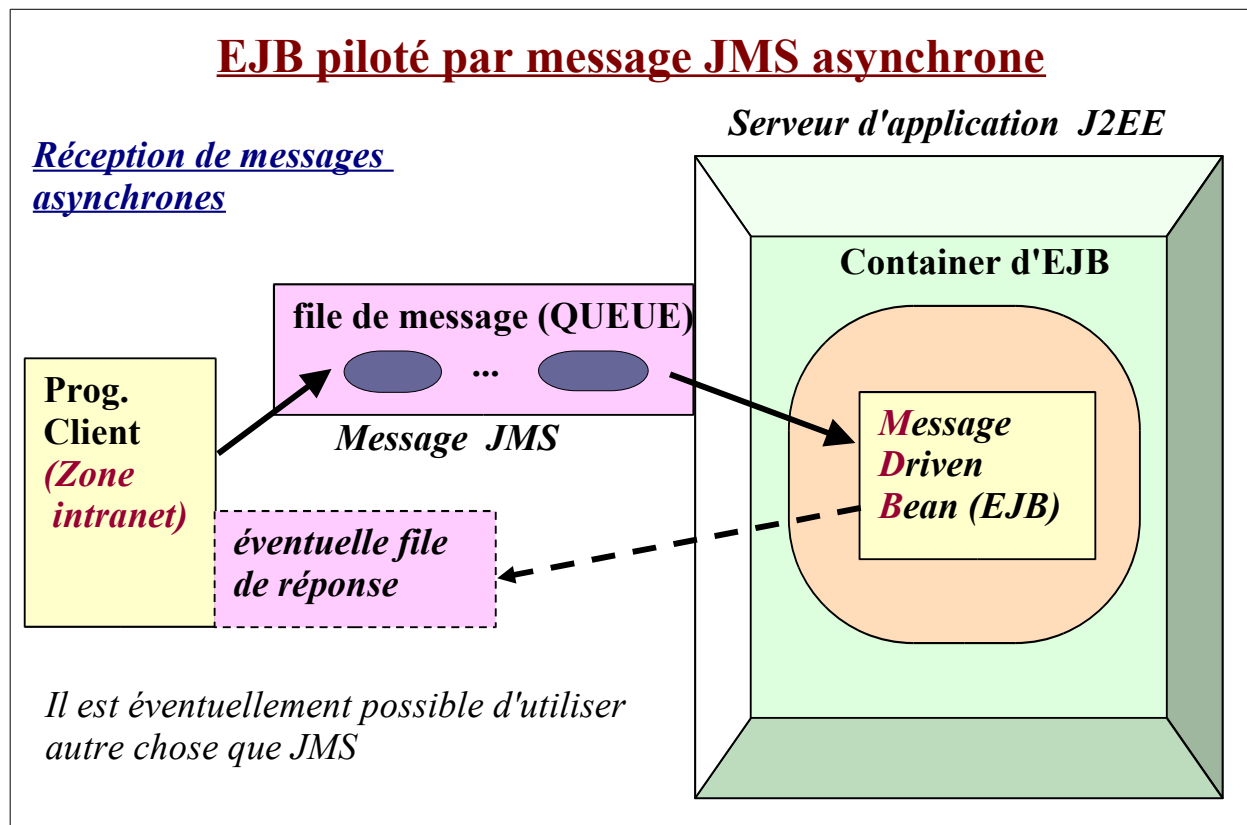 EJB piloté par message JMS asynchrone
Serveur d'application J2EE
Réception de messages
asynchrones
Container d'EJB
file de message (QUEUE)
...
Message JMS
Prog.
Client
(Zone
intranet)
Message
Driven
Bean (EJB)
éventuelle file
de réponse
Il est éventuellement possible d'utiliser
autre chose que JMS